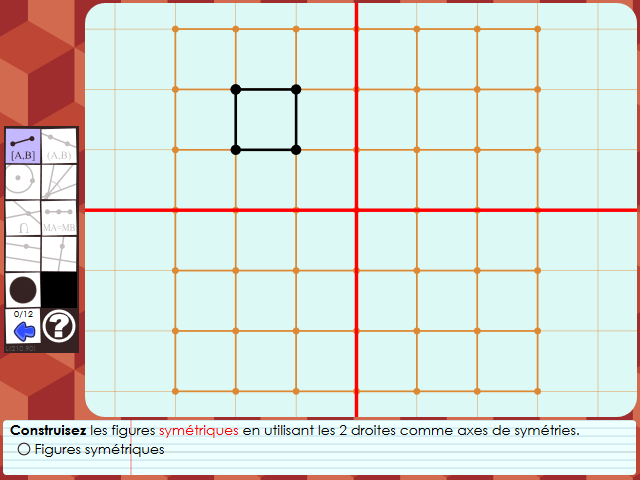 [A,B] (A,B)
∩ MA=MB
0/12
?
Construisez les figures symétriques en utilisant les 2 droites comme axes de symétries.
Figures symétriques